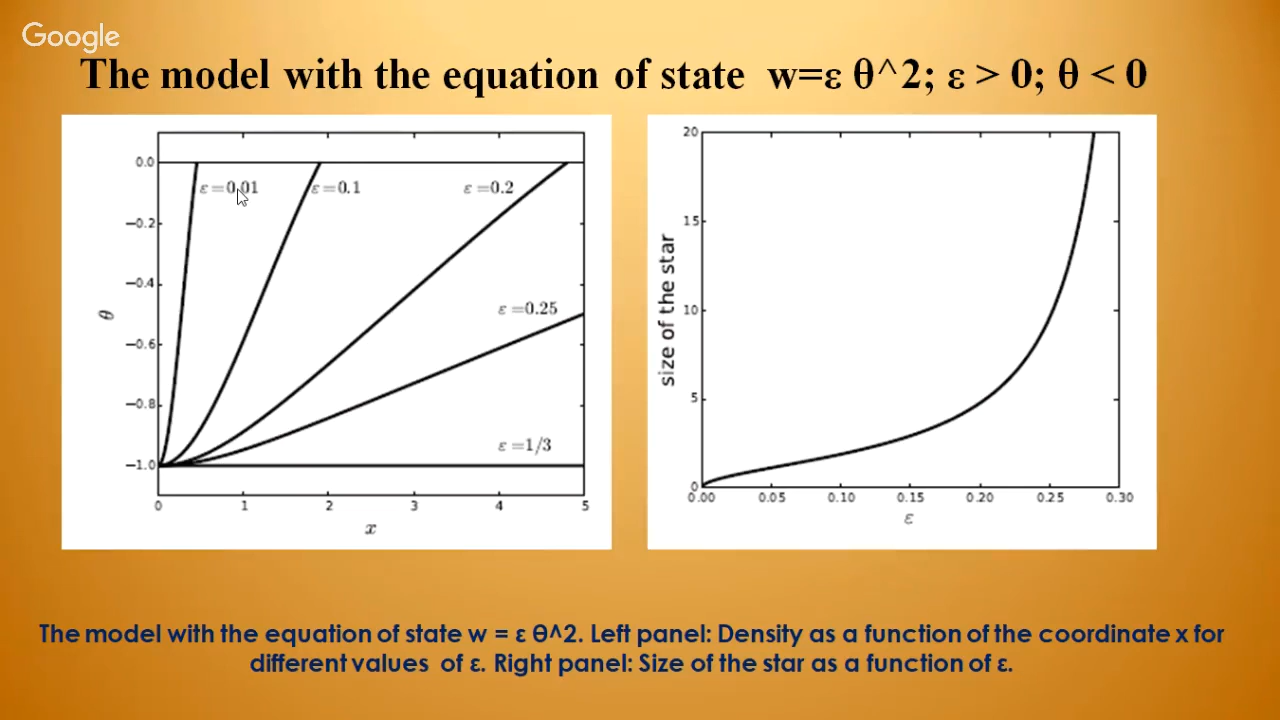 Google
The model with the equation of state w=ε θ^2; ε > 0; θ < 0
0.0
−0.2
−0.4
−0.6
−0.8
−1.0
θ
ε=0.01
ε=0.1
ε=0.2
ε=0.25
ε=1/3
0 1 2 3 4 5
x
20
15
10
5
0
size of the star
0.00 0.05 0.10 0.15 0.20 0.25 0.30
ε
The model with the equation of state w = ε θ^2. Left panel: Density as a function of the coordinate x for
different values of ε. Right panel: Size of the star as a function of ε.